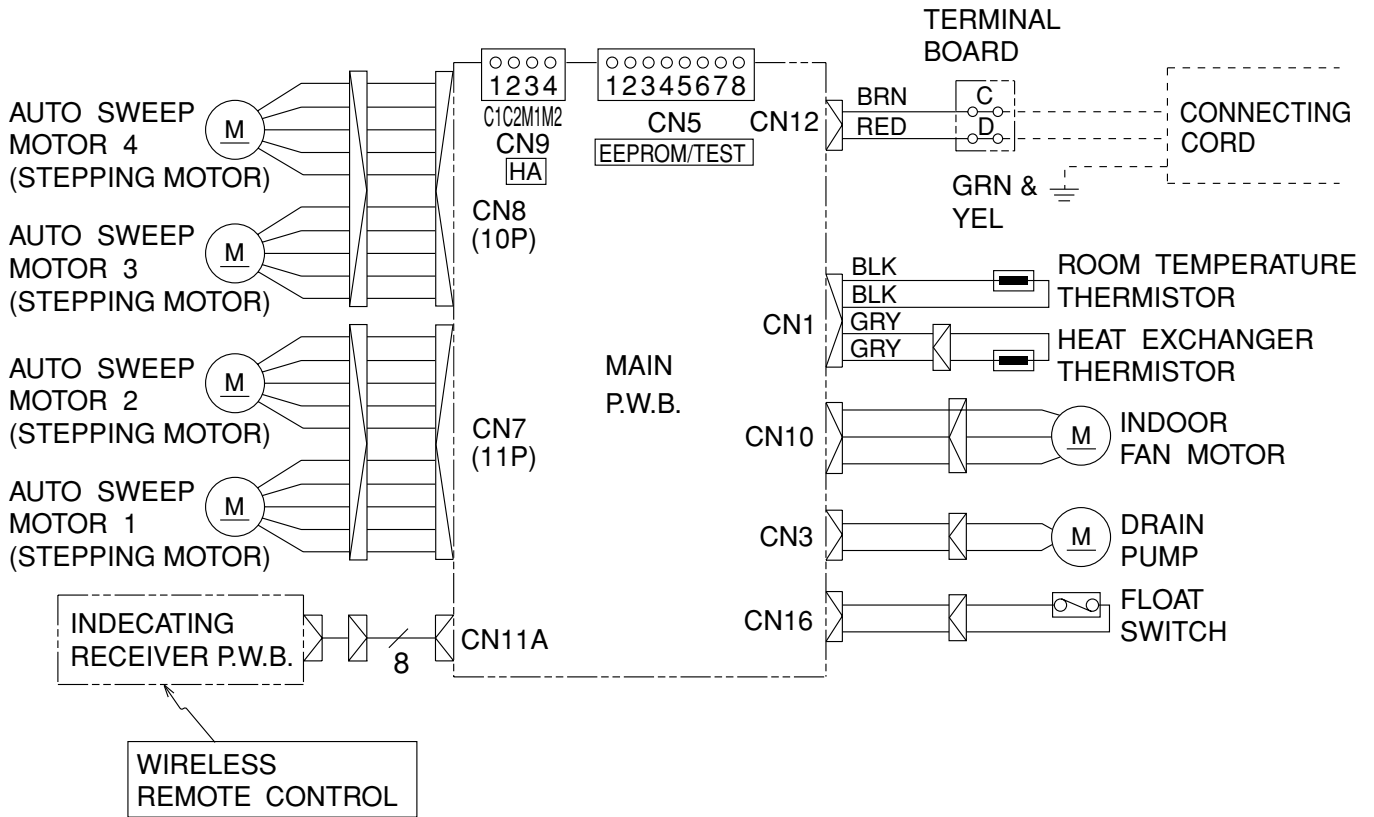 TERMINAL
BOARD
1234
C1C2M1M2
CN9
HA
12345678
CN5
EEPROM/TEST
CN12
BRN
RED
C
D
CONNECTING
CORD
GRN &
YEL
AUTO SWEEP
MOTOR 4
(STEPPING MOTOR)
M
CN8
(10P)
AUTO SWEEP
MOTOR 3
(STEPPING MOTOR)
M
CN1
BLK
BLK
GRY
GRY
ROOM TEMPERATURE
THERMISTOR
HEAT EXCHANGER
THERMISTOR
MAIN
P.W.B.
AUTO SWEEP
MOTOR 2
(STEPPING MOTOR)
M
CN7
(11P)
CN10
M
INDOOR
FAN MOTOR
AUTO SWEEP
MOTOR 1
(STEPPING MOTOR)
M
CN3
M
DRAIN
PUMP
CN16
FLOAT
SWITCH
INDECATING
RECEIVER P.W.B.
8
CN11A
WIRELESS
REMOTE CONTROL